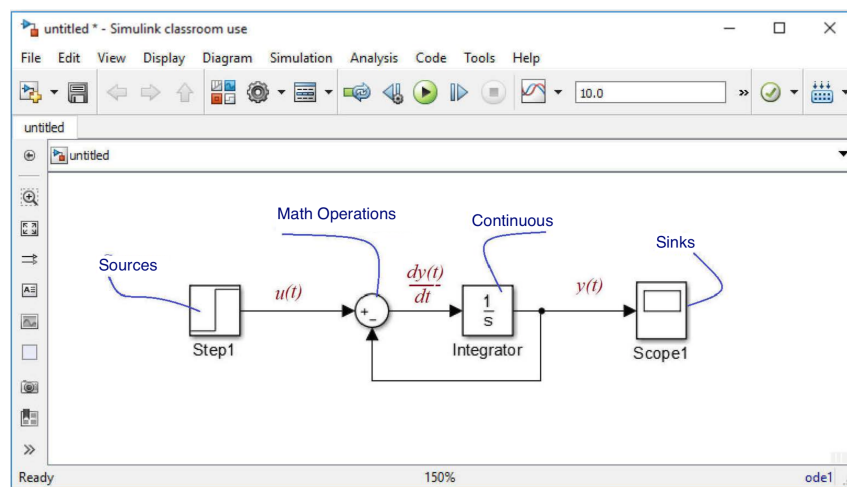 untitled * - Simulink classroom use
File Edit View Display Diagram Simulation Analysis Code Tools Help
10.0 »
untitled
untitled
Math Operations
Continuous
Sinks
Sources
u(t)
dy(t)
dt
y(t)
+
−
1
s
Step1
Integrator
Scope1
Ready 150% ode1